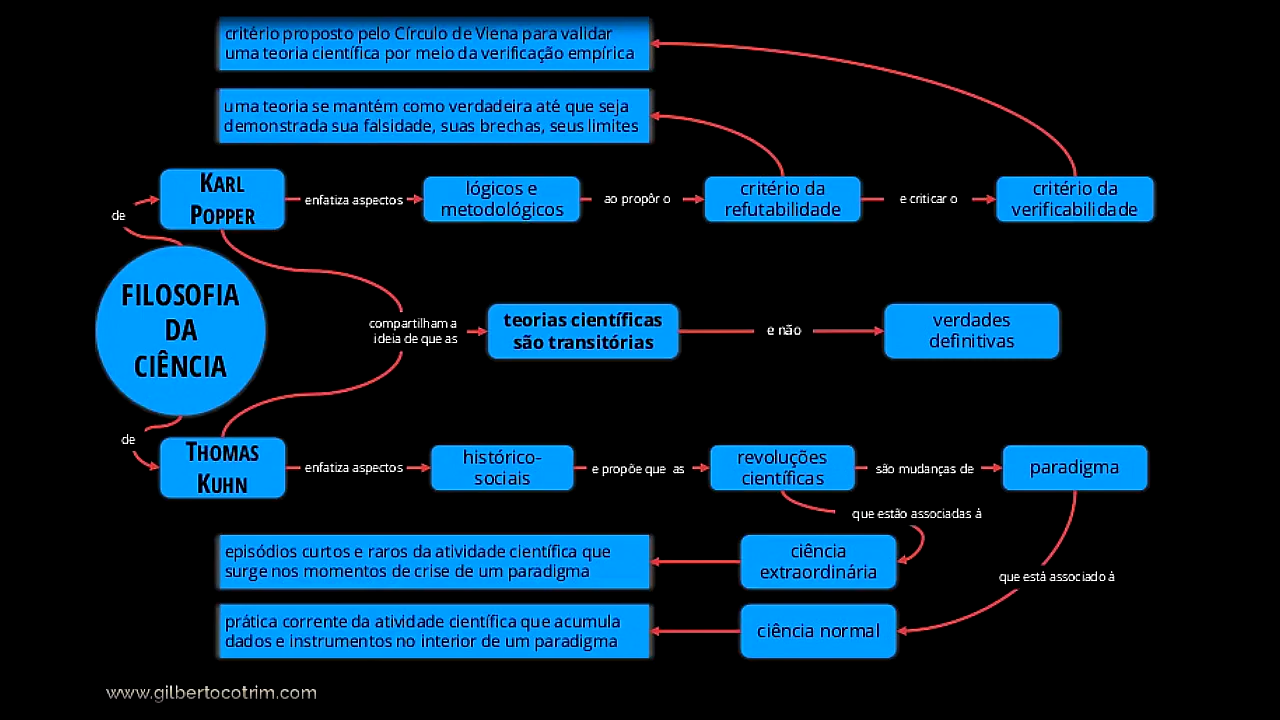 critério proposto pelo Círculo de Viena para validar
uma teoria científica por meio da verificação empírica
uma teoria se mantém como verdadeira até que seja
demonstrada sua falsidade, suas brechas, seus limites
de
KARL
POPPER
enfatiza aspectos
lógicos e
metodológicos
ao propôr o
critério da
refutabilidade
e criticar o
critério da
verificabilidade
FILOSOFIA
DA
CIÊNCIA
compartilham a
ideia de que as
teorias científicas
são transitórias
e não
verdades
definitivas
de
THOMAS
KUHN
enfatiza aspectos
histórico-
sociais
e propõe que as
revoluções
científicas
são mudanças de
paradigma
que estão associadas à
ciência
extraordinária
episódios curtos e raros da atividade científica que
surge nos momentos de crise de um paradigma
que está associado à
ciência normal
prática corrente da atividade científica que acumula
dados e instrumentos no interior de um paradigma
www.gilbertocotrim.com